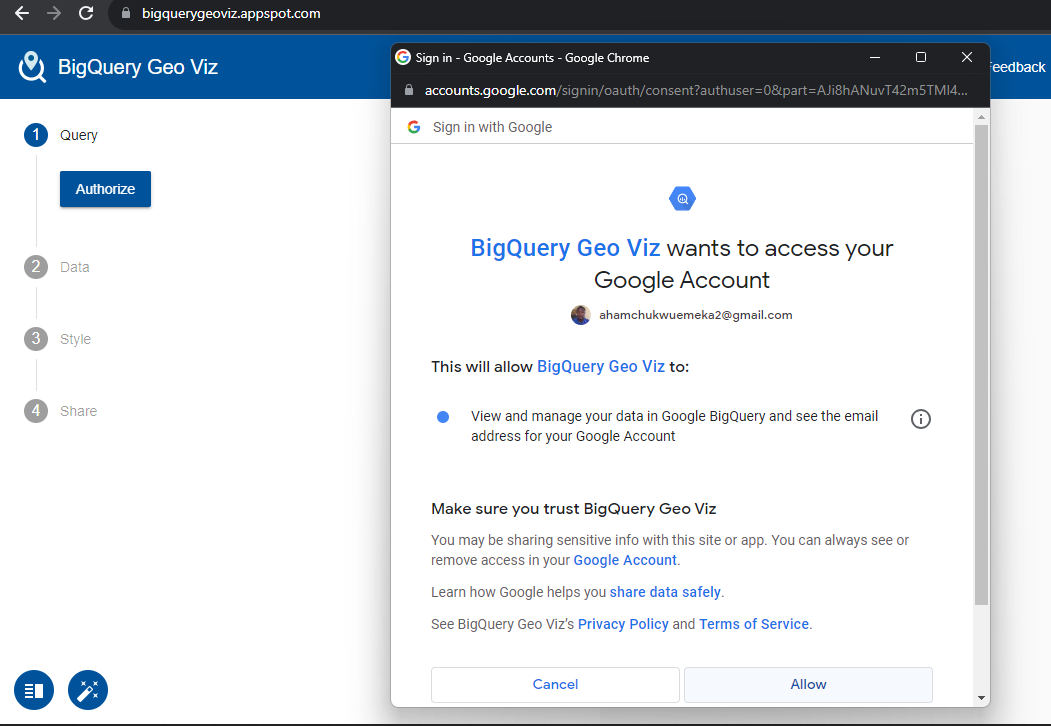 bigquerygeoviz.appspot.com
BigQuery Geo Viz
Sign in - Google Accounts - Google Chrome
accounts.google.com/signin/oauth/consent?authuser=0&part=AJi8hANuvT42m5TMI4...
Feedback
1 Query
Authorize
2 Data
3 Style
4 Share
Sign in with Google
BigQuery Geo Viz wants to access your
Google Account
ahamchukwuemeka2@gmail.com
This will allow BigQuery Geo Viz to:
View and manage your data in Google BigQuery and see the email
address for your Google Account
Make sure you trust BigQuery Geo Viz
You may be sharing sensitive info with this site or app. You can always see or
remove access in your Google Account.
Learn how Google helps you share data safely.
See BigQuery Geo Viz's Privacy Policy and Terms of Service.
Cancel
Allow